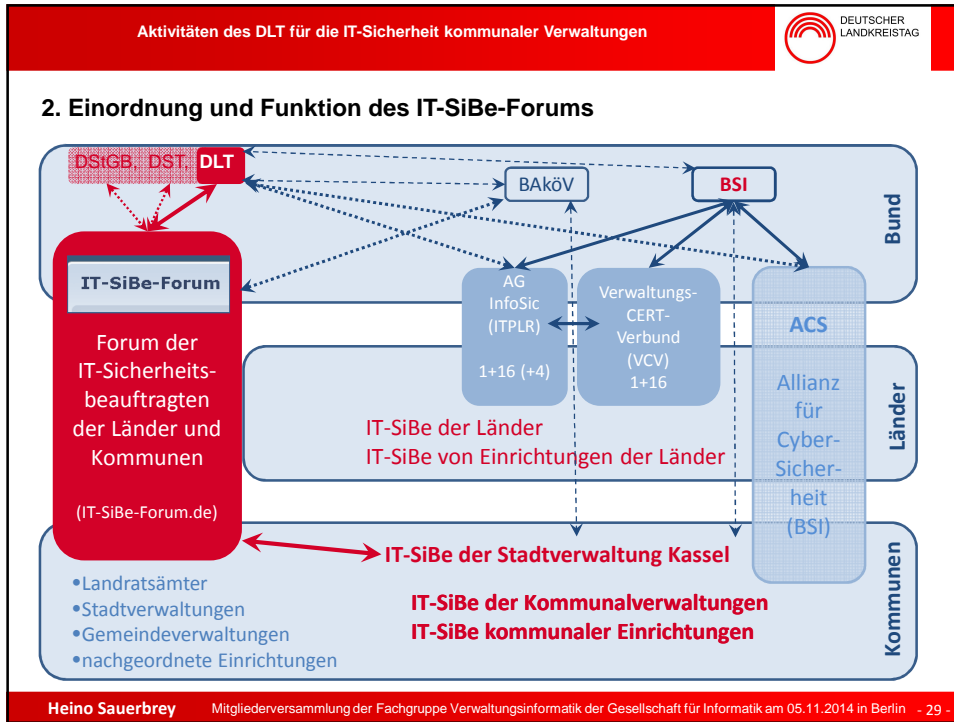 Aktivitäten des DLT für die IT-Sicherheit kommunaler Verwaltungen
DEUTSCHER
LANDKREISTAG
2. Einordnung und Funktion des IT-SiBe-Forums
DStGB, DST, DLT
BAköV
BSI
Bund
IT-SiBe-Forum
Forum der
IT-Sicherheits-
beauftragten
der Länder und
Kommunen
(IT-SiBe-Forum.de)
AG
InfoSic
(ITPLR)
1+16 (+4)
Verwaltungs-
CERT-
Verbund
(VCV)
1+16
ACS
Allianz
für
Cyber-
Sicher-
heit
(BSI)
Länder
IT-SiBe der Länder
IT-SiBe von Einrichtungen der Länder
IT-SiBe der Stadtverwaltung Kassel
IT-SiBe der Kommunalverwaltungen
IT-SiBe kommunaler Einrichtungen
•Landratsämter
•Stadtverwaltungen
•Gemeindeverwaltungen
•nachgeordnete Einrichtungen
Kommunen
Heino Sauerbrey Mitgliederversammlung der Fachgruppe Verwaltungsinformatik der Gesellschaft für Informatik am 05.11.2014 in Berlin - 29 -